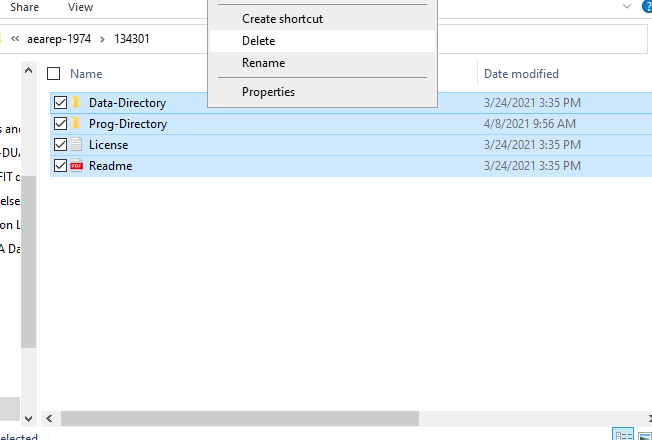 Share View
Create shortcut
Delete
Rename
Properties
« aearep-1974 > 134301
Name Date modified
Data-Directory 3/24/2021 3:35 PM
Prog-Directory 4/8/2021 9:56 AM
License 3/24/2021 3:35 PM
PDF Readme 3/24/2021 3:35 PM
s and
-DUA
FIT d
else
on L
A Da
elected